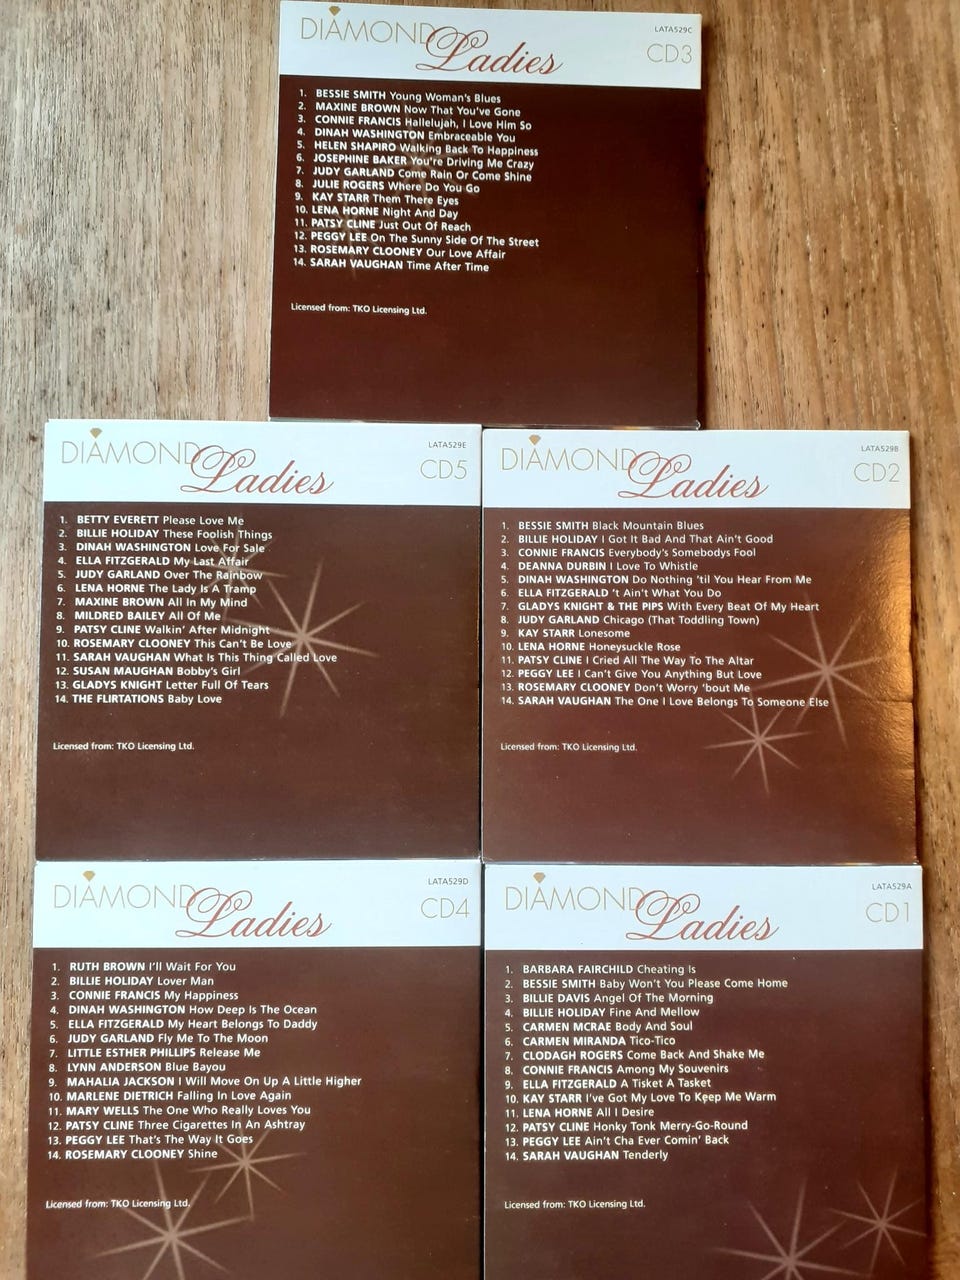 DIAMOND Ladies
LATA529C
CD3
1. BESSIE SMITH Young Woman's Blues
2. MAXINE BROWN Now That You've Gone
3. CONNIE FRANCIS Hallelujah, I Love Him So
4. DINAH WASHINGTON Embraceable You
5. HELEN SHAPIRO Walking Back To Happiness
6. JOSEPHINE BAKER You're Driving Me Crazy
7. JUDY GARLAND Come Rain Or Come Shine
8. JULIE ROGERS Where Do You Go
9. KAY STARR Them There Eyes
10. LENA HORNE Night And Day
11. PATSY CLINE Just Out Of Reach
12. PEGGY LEE On The Sunny Side Of The Street
13. ROSEMARY CLOONEY Our Love Affair
14. SARAH VAUGHAN Time After Time
Licensed from: TKO Licensing Ltd.
DIAMOND Ladies
LATA529E
CD5
1. BETTY EVERETT Please Love Me
2. BILLIE HOLIDAY These Foolish Things
3. DINAH WASHINGTON Love For Sale
4. ELLA FITZGERALD My Last Affair
5. JUDY GARLAND Over The Rainbow
6. LENA HORNE The Lady Is A Tramp
7. MAXINE BROWN All In My Mind
8. MILDRED BAILEY All Of Me
9. PATSY CLINE Walkin' After Midnight
10. ROSEMARY CLOONEY This Can't Be Love
11. SARAH VAUGHAN What Is This Thing Called Love
12. SUSAN MAUGHAN Bobby's Girl
13. GLADYS KNIGHT Letter Full Of Tears
14. THE FLIRTATIONS Baby Love
Licensed from: TKO Licensing Ltd.
DIAMOND Ladies
LATA529B
CD2
1. BESSIE SMITH Black Mountain Blues
2. BILLIE HOLIDAY I Got It Bad And That Ain't Good
3. CONNIE FRANCIS Everybody's Somebodys Fool
4. DEANNA DURBIN I Love To Whistle
5. DINAH WASHINGTON Do Nothing 'til You Hear From Me
6. ELLA FITZGERALD 't Ain't What You Do
7. GLADYS KNIGHT & THE PIPS With Every Beat Of My Heart
8. JUDY GARLAND Chicago (That Toddling Town)
9. KAY STARR Lonesome
10. LENA HORNE Honeysuckle Rose
11. PATSY CLINE I Cried All The Way To The Altar
12. PEGGY LEE I Can't Give You Anything But Love
13. ROSEMARY CLOONEY Don't Worry 'bout Me
14. SARAH VAUGHAN The One I Love Belongs To Someone Else
Licensed from: TKO Licensing Ltd.
DIAMOND Ladies
LATA529D
CD4
1. RUTH BROWN I'll Wait For You
2. BILLIE HOLIDAY Lover Man
3. CONNIE FRANCIS My Happiness
4. DINAH WASHINGTON How Deep Is The Ocean
5. ELLA FITZGERALD My Heart Belongs To Daddy
6. JUDY GARLAND Fly Me To The Moon
7. LITTLE ESTHER PHILLIPS Release Me
8. LYNN ANDERSON Blue Bayou
9. MAHALIA JACKSON I Will Move On Up A Little Higher
10. MARLENE DIETRICH Falling In Love Again
11. MARY WELLS The One Who Really Loves You
12. PATSY CLINE Three Cigarettes In An Ashtray
13. PEGGY LEE That's The Way It Goes
14. ROSEMARY CLOONEY Shine
Licensed from: TKO Licensing Ltd.
DIAMOND Ladies
LATA529A
CD1
1. BARBARA FAIRCHILD Cheating Is
2. BESSIE SMITH Baby Won't You Please Come Home
3. BILLIE DAVIS Angel Of The Morning
4. BILLIE HOLIDAY Fine And Mellow
5. CARMEN MCRAE Body And Soul
6. CARMEN MIRANDA Tico-Tico
7. CLODAGH ROGERS Come Back And Shake Me
8. CONNIE FRANCIS Among My Souvenirs
9. ELLA FITZGERALD A Tisket A Tasket
10. KAY STARR I've Got My Love To Keep Me Warm
11. LENA HORNE All I Desire
12. PATSY CLINE Honky Tonk Merry-Go-Round
13. PEGGY LEE Ain't Cha Ever Comin' Back
14. SARAH VAUGHAN Tenderly
Licensed from: TKO Licensing Ltd.